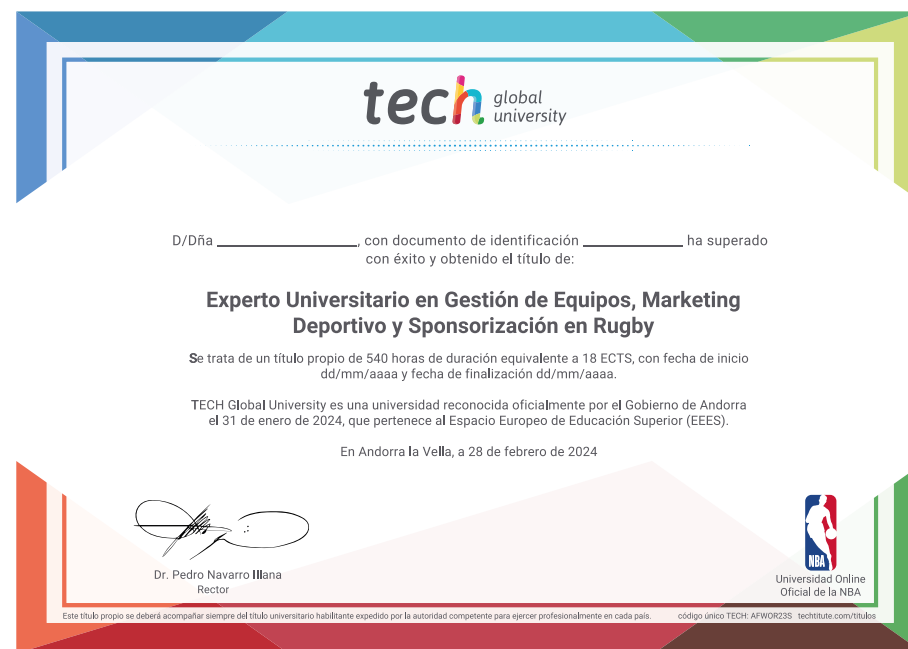 tech global
university
D/Dña ________________, con documento de identificación ____________ ha superado
con éxito y obtenido el título de:
Experto Universitario en Gestión de Equipos, Marketing
Deportivo y Sponsorización en Rugby
Se trata de un título propio de 540 horas de duración equivalente a 18 ECTS, con fecha de inicio
dd/mm/aaaa y fecha de finalización dd/mm/aaaa.
TECH Global University es una universidad reconocida oficialmente por el Gobierno de Andorra
el 31 de enero de 2024, que pertenece al Espacio Europeo de Educación Superior (EEES).
En Andorra la Vella, a 28 de febrero de 2024
Dr. Pedro Navarro Illana
Rector
NBA
Universidad Online
Oficial de la NBA
Este título propio se deberá acompañar siempre del título universitario habilitante expedido por la autoridad competente para ejercer profesionalmente en cada país. código único TECH: AFWOR23S techtitute.com/titulos